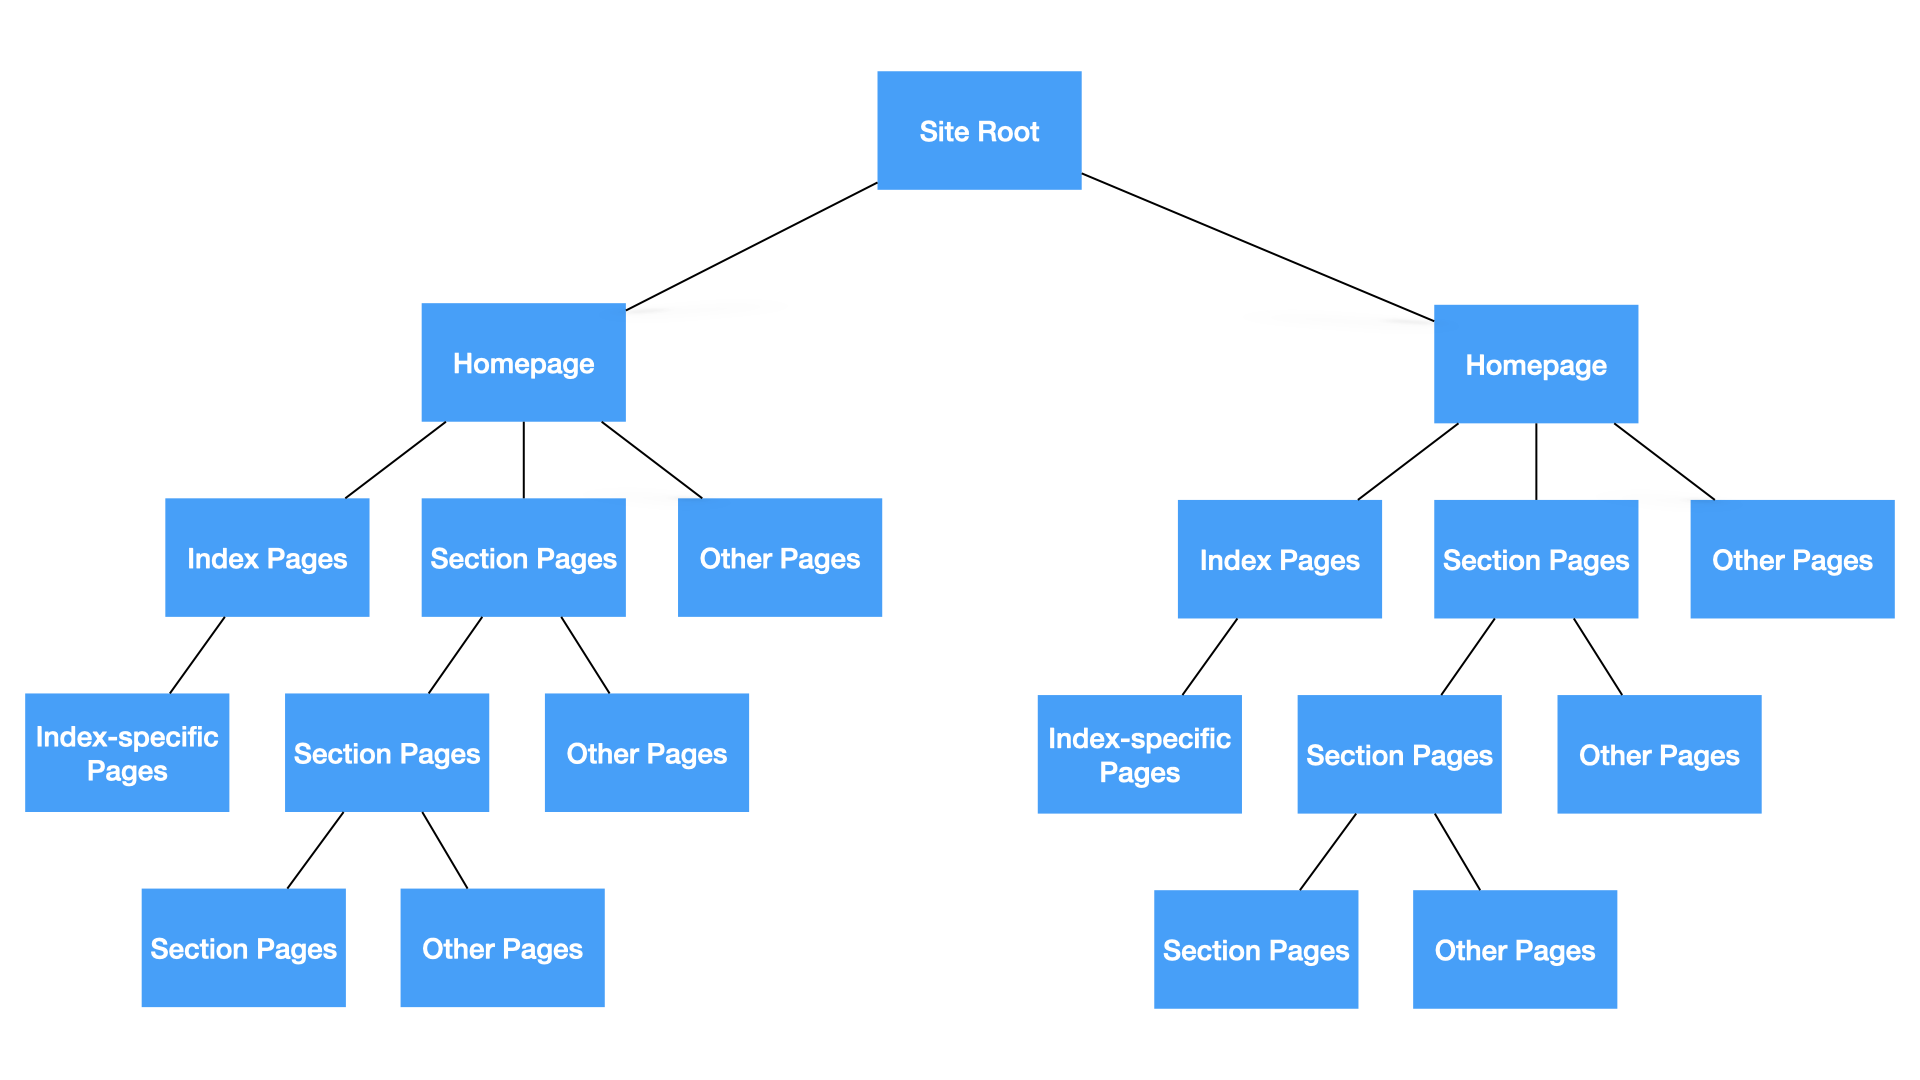 Site Root
Homepage
Homepage
Index Pages
Section Pages
Other Pages
Index Pages
Section Pages
Other Pages
Index-specific
Pages
Section Pages
Other Pages
Index-specific
Pages
Section Pages
Other Pages
Section Pages
Other Pages
Section Pages
Other Pages